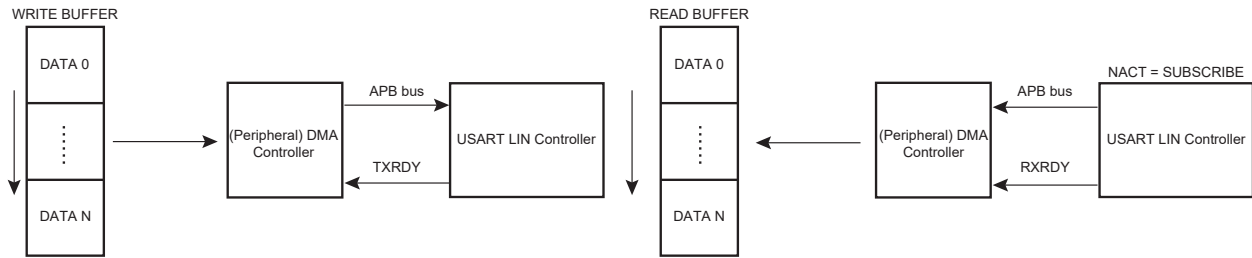 WRITE BUFFER
DATA 0
DATA N
(Peripheral) DMA
Controller
APB bus
TXRDY
USART LIN Controller
READ BUFFER
DATA 0
DATA N
(Peripheral) DMA
Controller
APB bus
RXRDY
NACT = SUBSCRIBE
USART LIN Controller